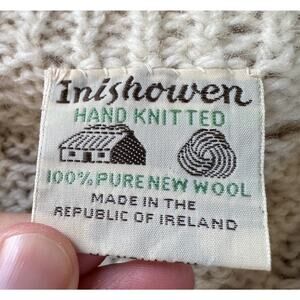 Inishowen
HAND KNITTED
100% PURE NEW WOOL
MADE IN THE
REPUBLIC OF IRELAND